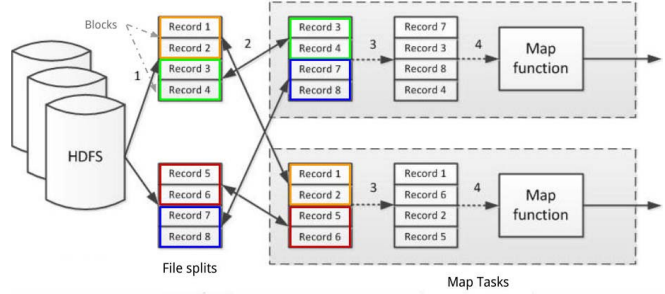 Blocks
HDFS
1
Record 1
Record 2
Record 3
Record 4
Record 5
Record 6
Record 7
Record 8
File splits
2
Record 3
Record 4
Record 7
Record 8
3
Record 7
Record 3
Record 8
Record 4
4
Map
function
Record 1
Record 2
Record 5
Record 6
3
Record 1
Record 6
Record 2
Record 5
4
Map
function
Map Tasks